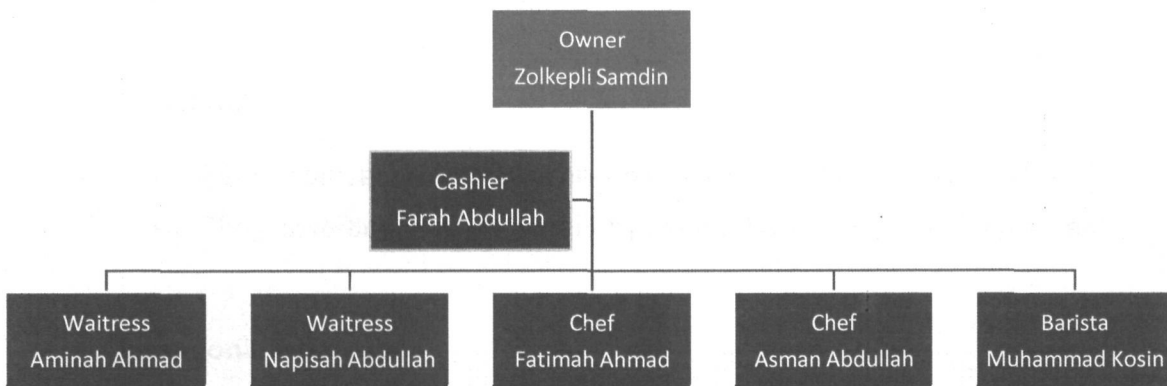 Owner
Zolkepli Samdin
Cashier
Farah Abdullah
Waitress
Aminah Ahmad
Waitress
Napisah Abdullah
Chef
Fatimah Ahmad
Chef
Asman Abdullah
Barista
Muhammad Kosin